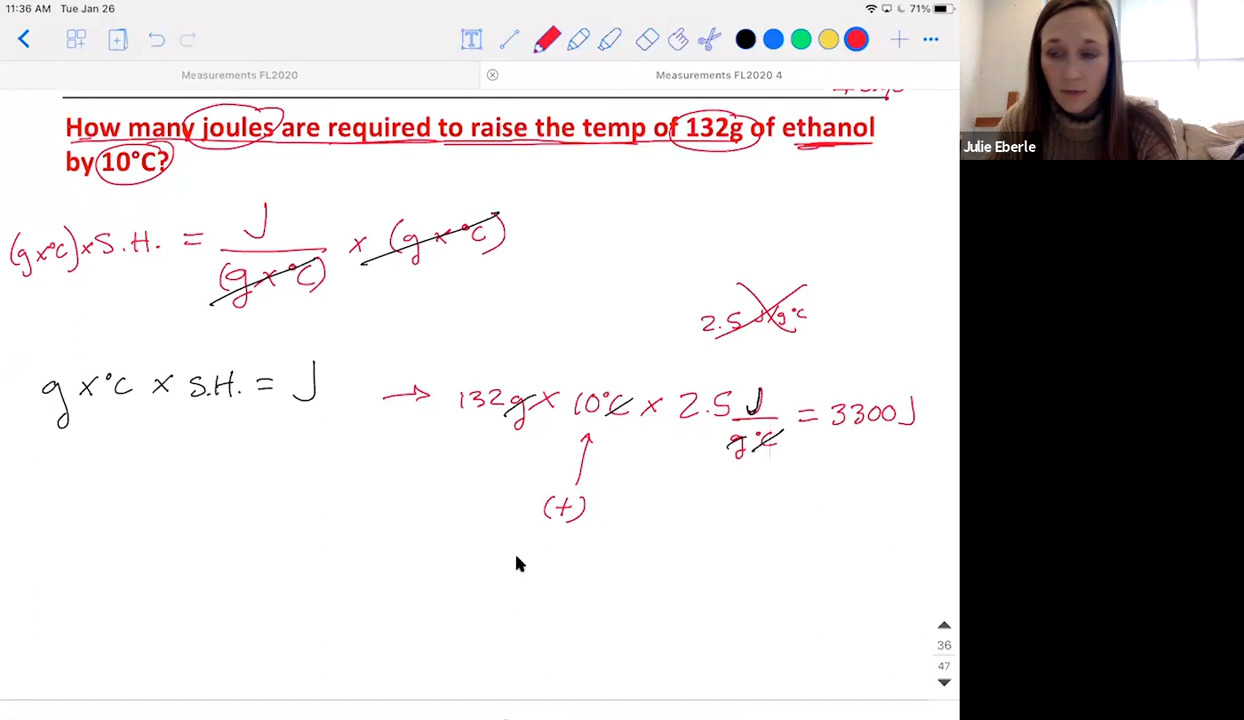 11:36 AM Tue Jan 26
71%
Measurements FL2020
Measurements FL2020 4
How many joules are required to raise the temp of 132g of ethanol
by 10°C?
(g x °C) x S.H. = J / (g x °C) x (g x °C)
2.5 J/g°C
g x °C x S.H. = J → 132g x 10°C x 2.5 J / g°C = 3300J
(+)
36
47
Julie Eberle